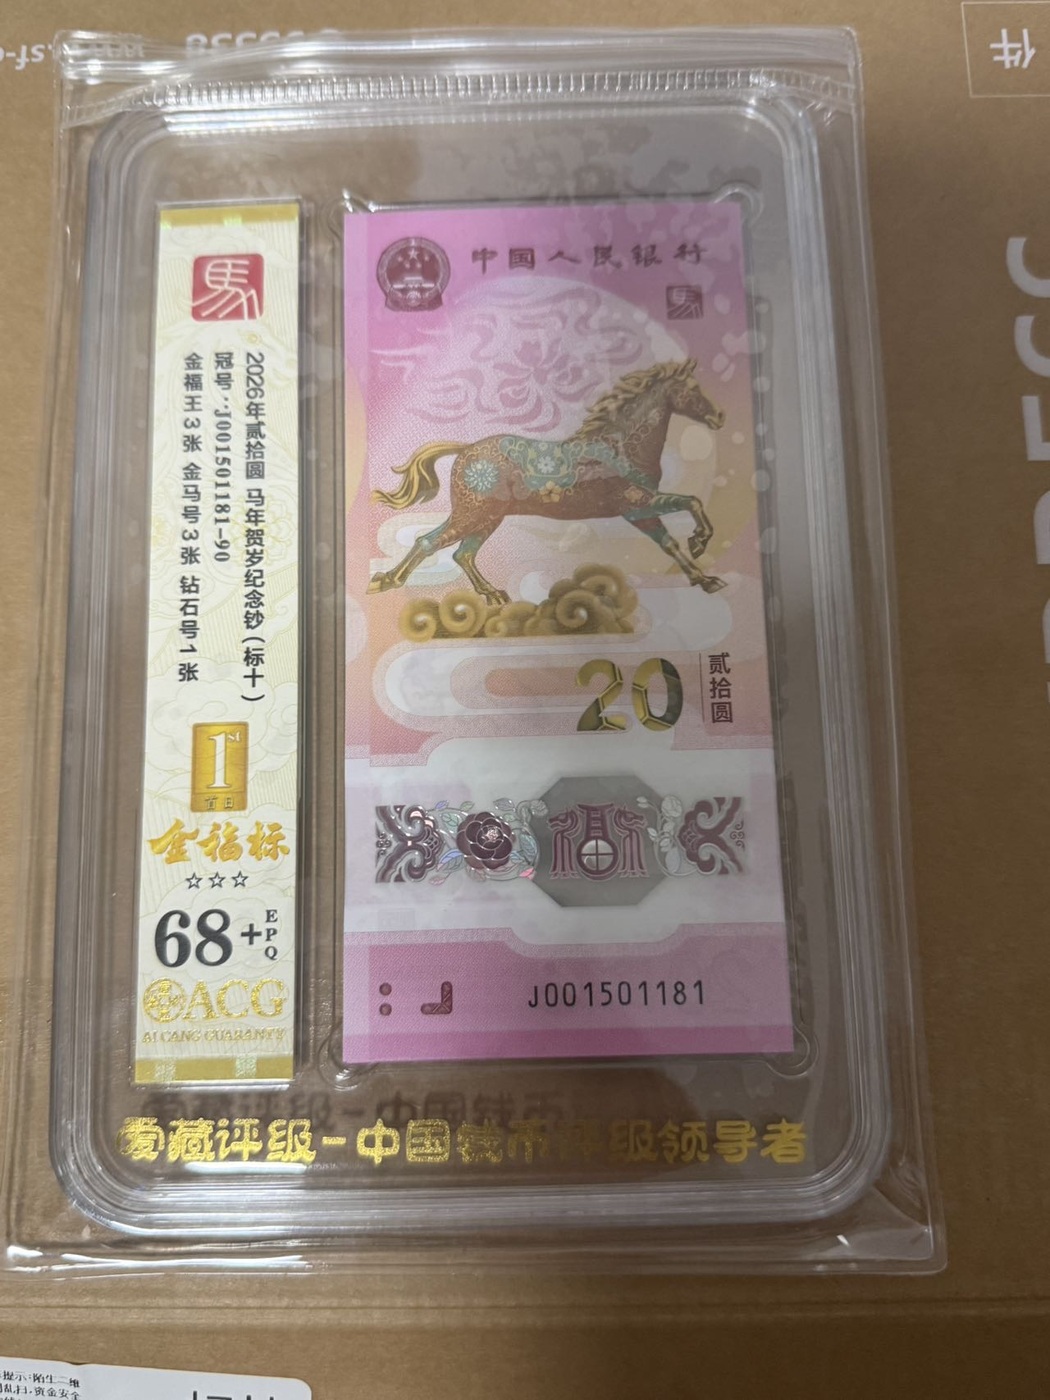 件
中国人民银行
馬
馬
2026年贰拾圆 马年贺岁纪念钞(标十)
冠号:J001501181-90
金福王3张 金马号3张 钻石号1张
20
贰拾圆
1st
首日
金福标
☆☆☆
68+EPQ
ACG
AI CANG GUARANTY
J001501181
爱藏评级-中国钱币评级领导者